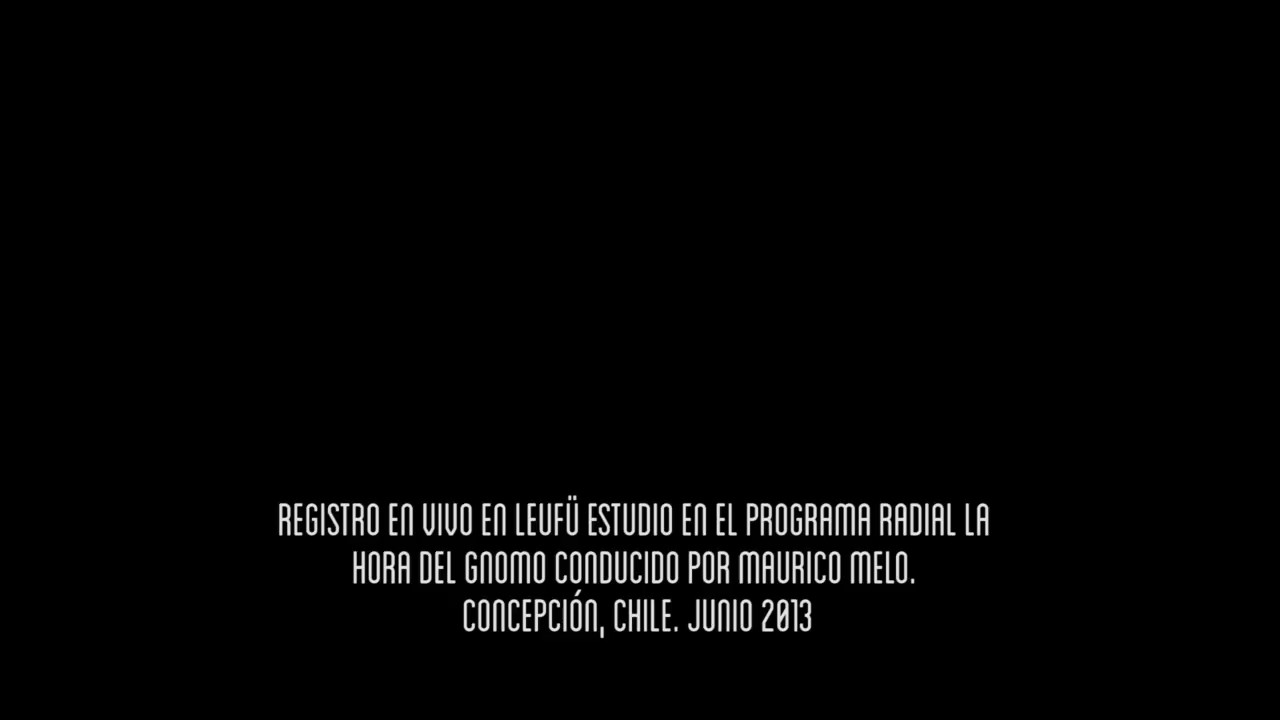 REGISTRO EN VIVO EN LEUFÜ ESTUDIO EN EL PROGRAMA RADIAL LA
HORA DEL GNOMO CONDUCIDO POR MAURICO MELO.
CONCEPCIÓN, CHILE. JUNIO 2013